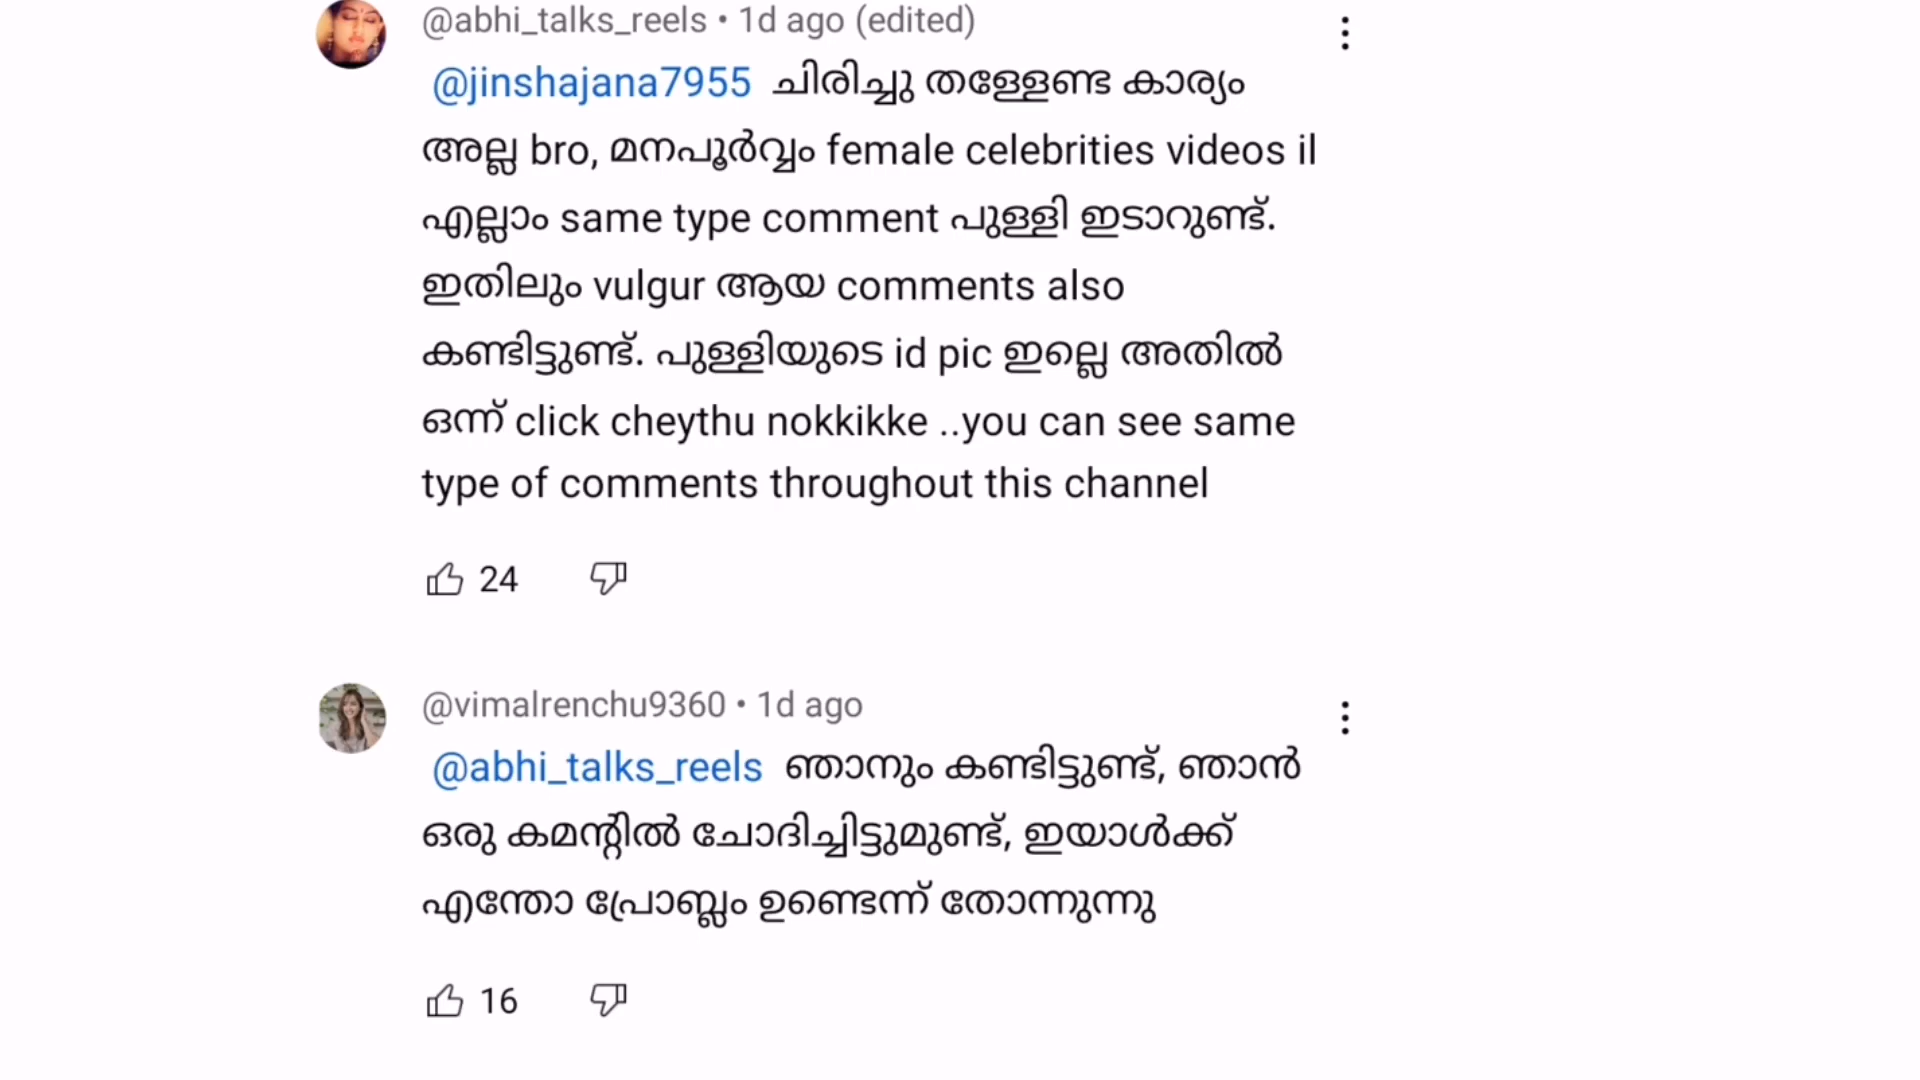 @abhi_talks_reels • 1d ago (edited)
@jinshajana7955 ചിരിച്ചു തള്ളേണ്ട കാര്യം
അല്ല bro, മനപൂർവ്വം female celebrities videos il
എല്ലാം same type comment പുള്ളി ഇടാറുണ്ട്.
ഇതിലും vulgur ആയ comments also
കണ്ടിട്ടുണ്ട്. പുള്ളിയുടെ id pic ഇല്ലെ അതിൽ
ഒന്ന് click cheythu nokkikke ..you can see same
type of comments throughout this channel
24
@vimalrenchu9360 • 1d ago
@abhi_talks_reels ഞാനും കണ്ടിട്ടുണ്ട്, ഞാൻ
ഒരു കമന്റിൽ ചോദിച്ചിട്ടുമുണ്ട്, ഇയാൾക്ക്
എന്തോ പ്രോബ്ലം ഉണ്ടെന്ന് തോന്നുന്നു
16